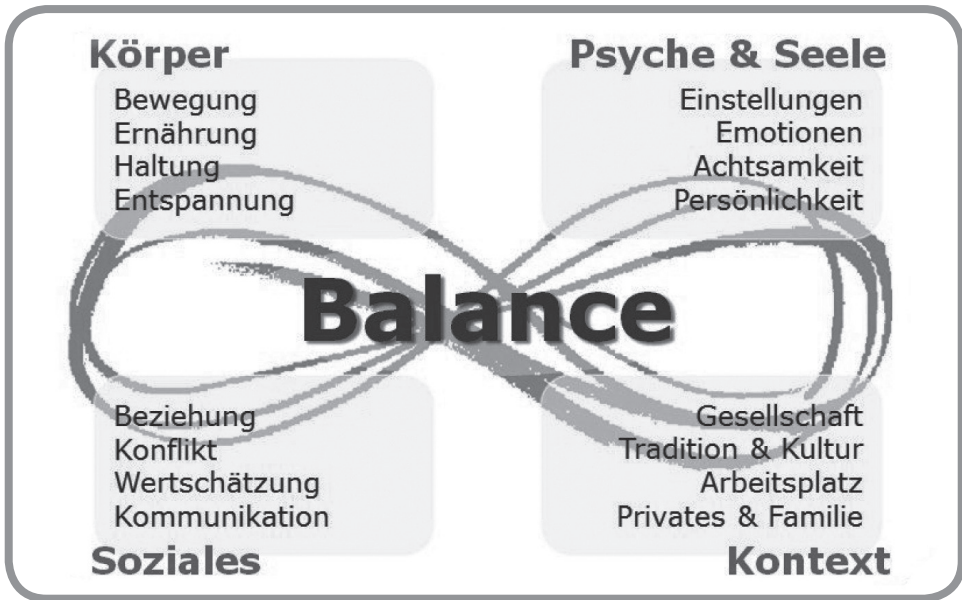 Körper
Bewegung
Ernährung
Haltung
Entspannung
Psyche & Seele
Einstellungen
Emotionen
Achtsamkeit
Persönlichkeit
Balance
Beziehung
Konflikt
Wertschätzung
Kommunikation
Soziales
Gesellschaft
Tradition & Kultur
Arbeitsplatz
Privates & Familie
Kontext